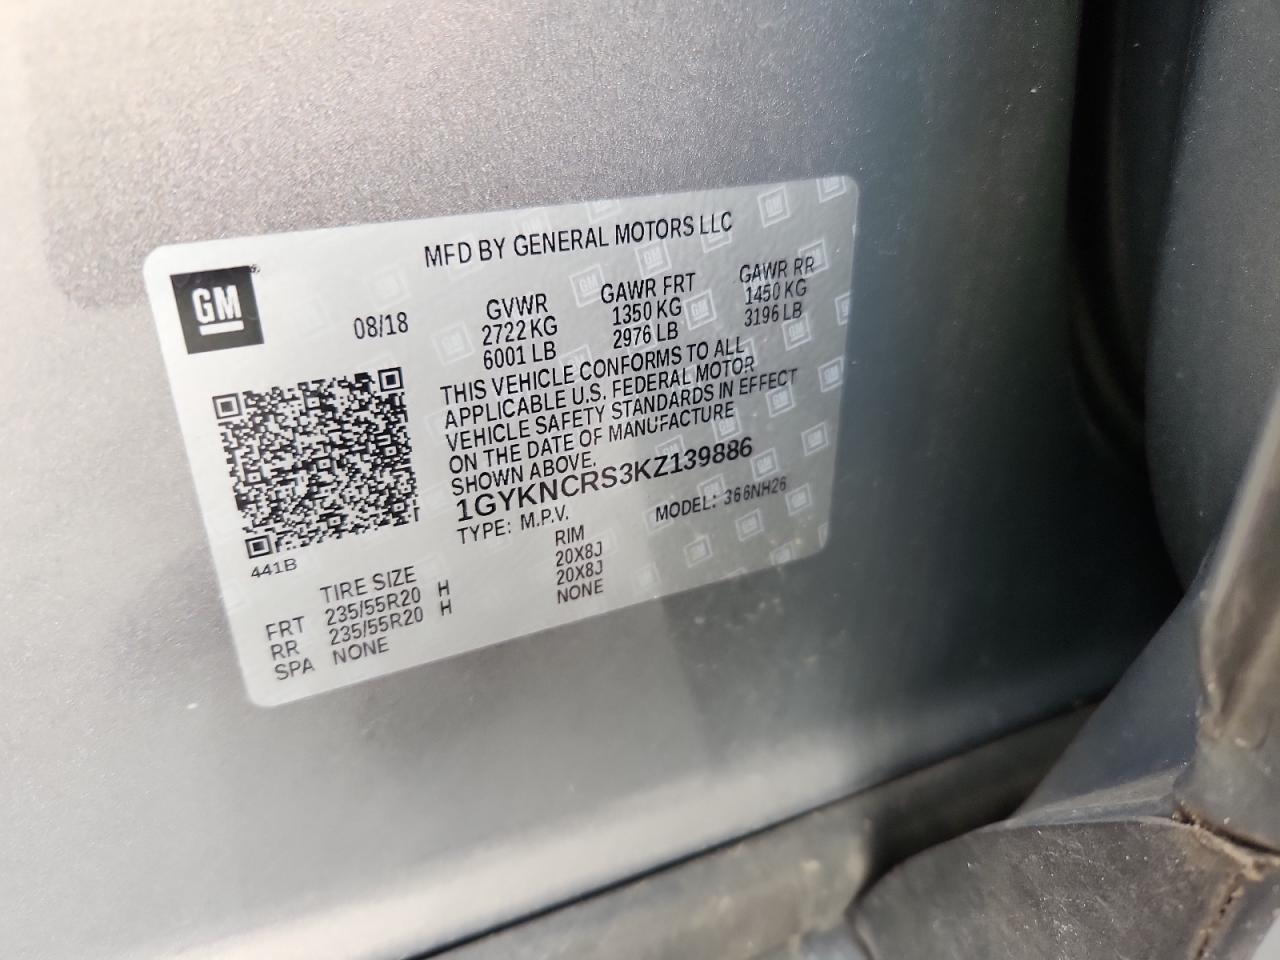 MFD BY GENERAL MOTORS LLC
GM
08/18
GVWR GAWR FRT GAWR RR
2722 KG 1350 KG 1450 KG
6001 LB 2976 LB 3196 LB
THIS VEHICLE CONFORMS TO ALL
APPLICABLE U.S. FEDERAL MOTOR
VEHICLE SAFETY STANDARDS IN EFFECT
ON THE DATE OF MANUFACTURE
SHOWN ABOVE.
1GYKNCRS3KZ139886
TYPE: M.P.V. MODEL: 366NH26
441B
TIRE SIZE RIM
FRT 235/55R20 H 20X8J
RR 235/55R20 H 20X8J
SPA NONE NONE